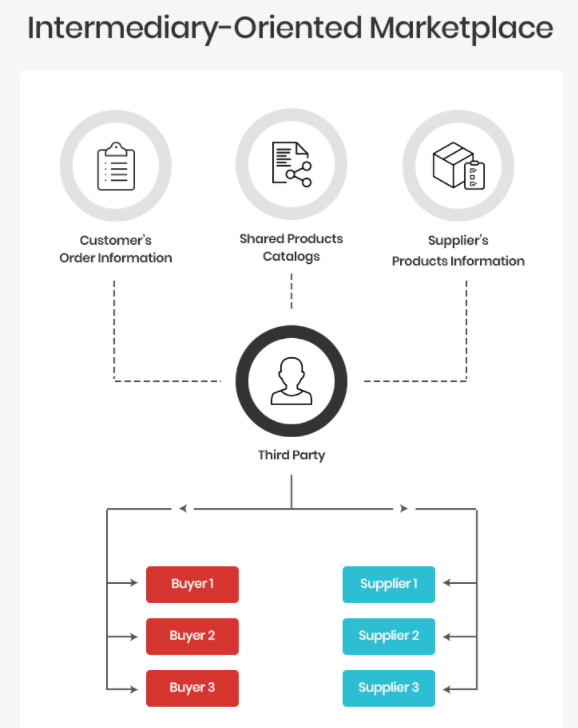 Intermediary-Oriented Marketplace
Customer's
Order Information
Shared Products
Catalogs
Supplier's
Products Information
Third Party
Buyer 1
Supplier 1
Buyer 2
Supplier 2
Buyer 3
Supplier 3